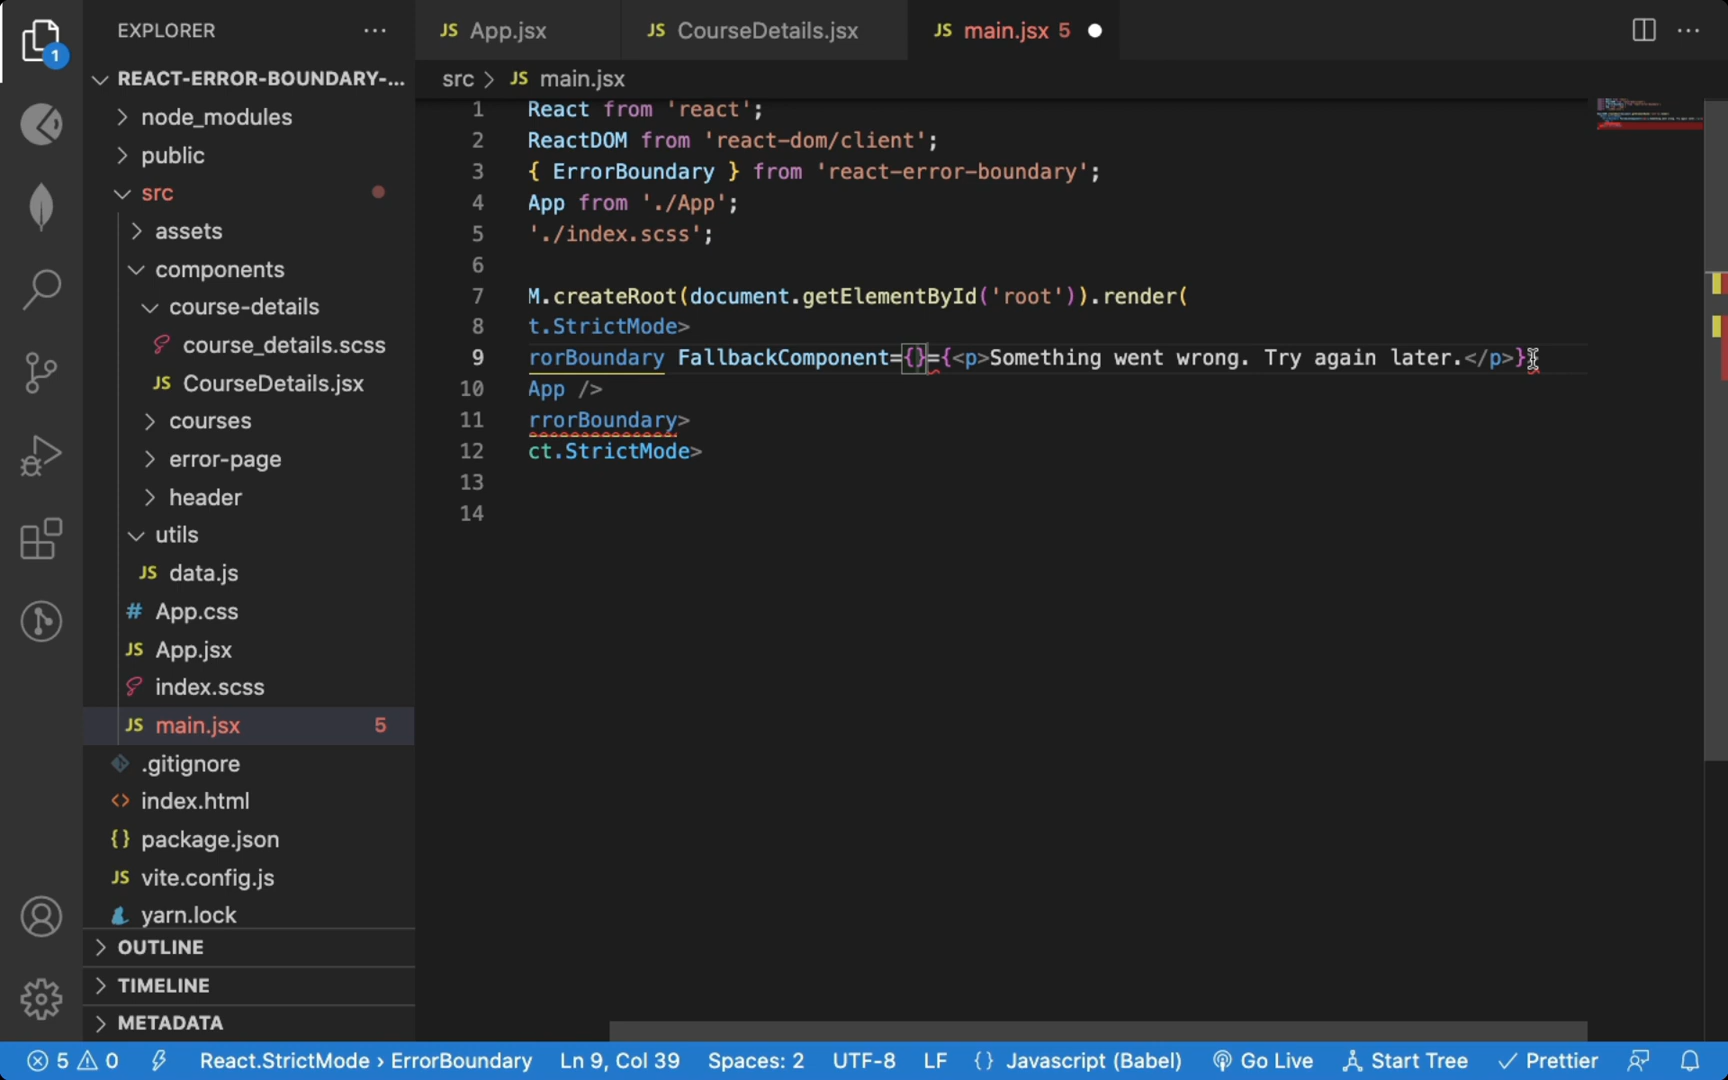 EXPLORER
1
REACT-ERROR-BOUNDARY-...
node_modules
public
src
assets
components
course-details
course_details.scss
JS CourseDetails.jsx
courses
error-page
header
utils
JS data.js
# App.css
JS App.jsx
index.scss
JS main.jsx 5
.gitignore
<> index.html
{} package.json
JS vite.config.js
yarn.lock
OUTLINE
TIMELINE
METADATA
JS App.jsx
JS CourseDetails.jsx
JS main.jsx 5
src > JS main.jsx
1 React from 'react';
2 ReactDOM from 'react-dom/client';
3 { ErrorBoundary } from 'react-error-boundary';
4 App from './App';
5 './index.scss';
6
7 M.createRoot(document.getElementById('root')).render(
8 t.StrictMode>
9 rorBoundary FallbackComponent={}={<p>Something went wrong. Try again later.</p>}
10 App />
11 rrorBoundary>
12 ct.StrictMode>
13
14
5 0 React.StrictMode › ErrorBoundary Ln 9, Col 39 Spaces: 2 UTF-8 LF {} Javascript (Babel) Go Live Start Tree Prettier